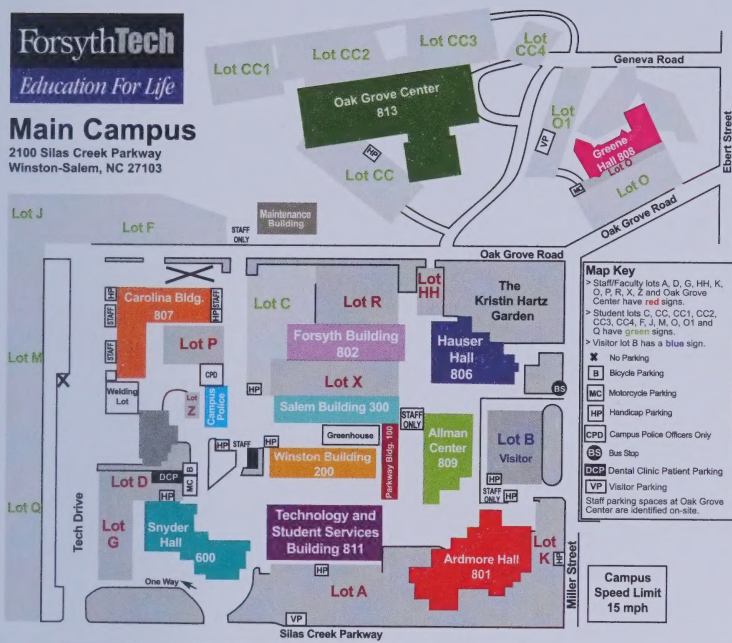 ForsythTech
Education For Life
Main Campus
2100 Silas Creek Parkway
Winston-Salem, NC 27103
Lot CC1
Lot CC2
Lot CC3
Lot CC4
Geneva Road
Oak Grove Center
813
HP
Lot CC
Lot
O1
VP
Greene
Hall 808
Lot O
MC
Lot O
Ebert Street
Oak Grove Road
Lot J
Lot F
STAFF
ONLY
Maintenance
Building
Oak Grove Road
HP
STAFF
Carolina Bldg.
807
HP
STAFF
STAFF
Lot P
Lot C
Lot R
Lot
HH
The
Kristin Hartz
Garden
Forsyth Building
802
Hauser
Hall
806
Lot M
CPD
Welding
Lot
Lot
Z
Campus
Police
HP
Lot X
Salem Building 300
BS
STAFF
ONLY
Greenhouse
Parkway Bldg. 100
Allman
Center
809
Lot B
Visitor
HP
STAFF
HP
Winston Building
200
Lot D
DCP
B
MC
HP
HP
STAFF
ONLY
HP
Lot Q
Tech Drive
Lot
G
Snyder
Hall
600
Technology and
Student Services
Building 811
HP
Ardmore Hall
801
Lot
K
HP
Miller Street
One Way
Lot A
VP
Silas Creek Parkway
Map Key
> Staff/Faculty lots A, D, G, HH, K,
O, P, R, X, Z and Oak Grove
Center have red signs.
> Student lots C, CC, CC1, CC2,
CC3, CC4, F, J, M, O, O1 and
Q have green signs.
> Visitor lot B has a blue sign.
X No Parking
B Bicycle Parking
MC Motorcycle Parking
HP Handicap Parking
CPD Campus Police Officers Only
BS Bus Stop
DCP Dental Clinic Patient Parking
VP Visitor Parking
Staff parking spaces at Oak Grove
Center are identified on-site.
Campus
Speed Limit
15 mph